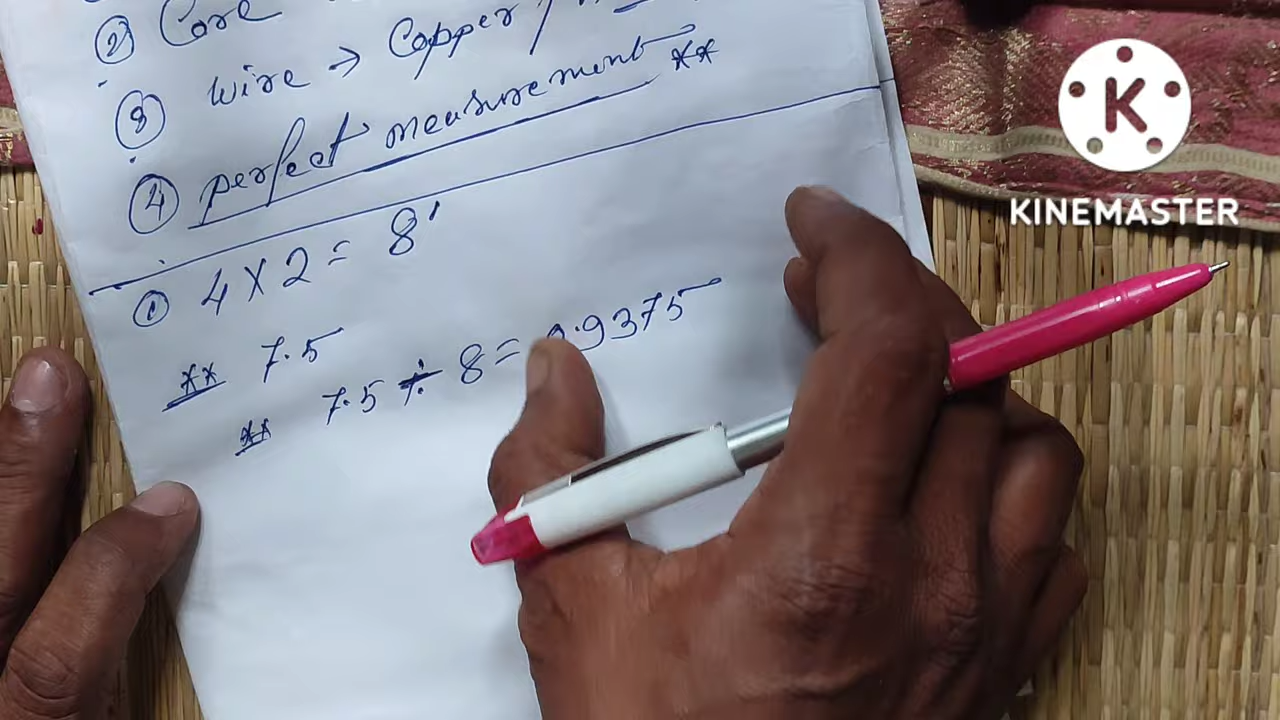 ② Core
③ wire → Copper /
④ perfect measurement **
① 4 X 2 = 8'
** 7.5
** 7.5 ÷ 8 = 0.9375
K
KINEMASTER